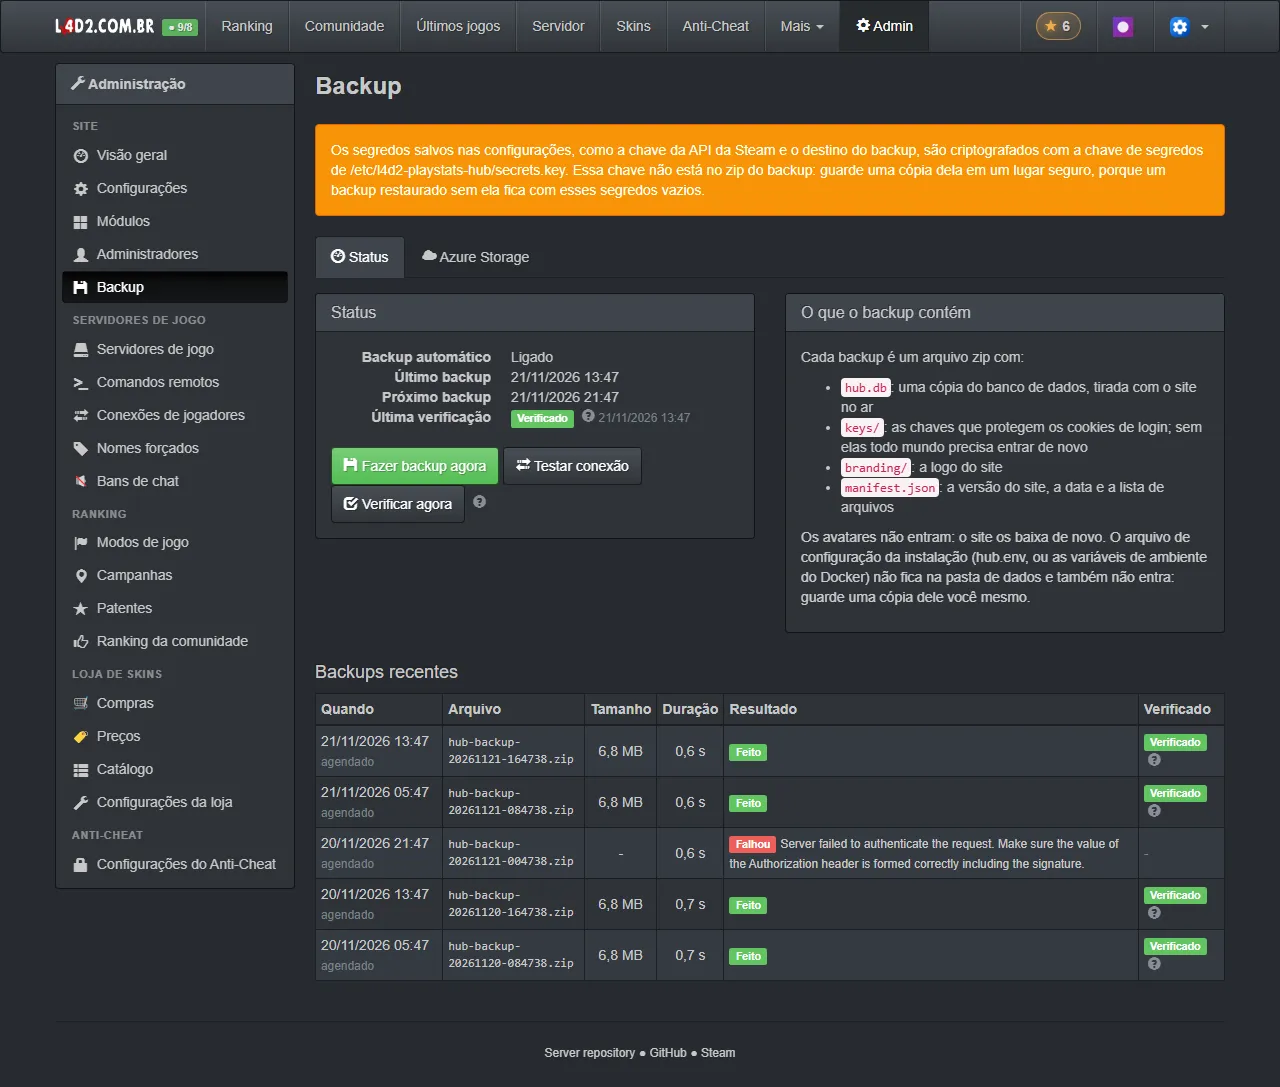 L4D2.COM.BR ● 9/8 Ranking Comunidade Últimos jogos Servidor Skins Anti-Cheat Mais Admin ★ 6
Administração
SITE
Visão geral
Configurações
Módulos
Administradores
Backup
SERVIDORES DE JOGO
Servidores de jogo
Comandos remotos
Conexões de jogadores
Nomes forçados
Bans de chat
RANKING
Modos de jogo
Campanhas
Patentes
Ranking da comunidade
LOJA DE SKINS
Compras
Preços
Catálogo
Configurações da loja
ANTI-CHEAT
Configurações do Anti-Cheat
Backup
Os segredos salvos nas configurações, como a chave da API da Steam e o destino do backup, são criptografados com a chave de segredos
de /etc/l4d2-playstats-hub/secrets.key. Essa chave não está no zip do backup: guarde uma cópia dela em um lugar seguro, porque um
backup restaurado sem ela fica com esses segredos vazios.
Status Azure Storage
Status
Backup automático Ligado
Último backup 21/11/2026 13:47
Próximo backup 21/11/2026 21:47
Última verificação Verificado ? 21/11/2026 13:47
Fazer backup agora Testar conexão
Verificar agora ?
O que o backup contém
Cada backup é um arquivo zip com:
• hub.db: uma cópia do banco de dados, tirada com o site
no ar
• keys/: as chaves que protegem os cookies de login; sem
elas todo mundo precisa entrar de novo
• branding/: a logo do site
• manifest.json: a versão do site, a data e a lista de
arquivos
Os avatares não entram: o site os baixa de novo. O arquivo de
configuração da instalação (hub.env, ou as variáveis de ambiente
do Docker) não fica na pasta de dados e também não entra:
guarde uma cópia dele você mesmo.
Backups recentes
Quando Arquivo Tamanho Duração Resultado Verificado
21/11/2026 13:47 hub-backup- 6,8 MB 0,6 s Feito Verificado
agendado 20261121-164738.zip ?
21/11/2026 05:47 hub-backup- 6,8 MB 0,6 s Feito Verificado
agendado 20261121-084738.zip ?
20/11/2026 21:47 hub-backup- - 0,6 s Falhou Server failed to authenticate the request. Make sure the value of -
agendado 20261121-004738.zip the Authorization header is formed correctly including the signature.
20/11/2026 13:47 hub-backup- 6,8 MB 0,7 s Feito Verificado
agendado 20261120-164738.zip ?
20/11/2026 05:47 hub-backup- 6,8 MB 0,7 s Feito Verificado
agendado 20261120-084738.zip ?
Server repository ● GitHub ● Steam